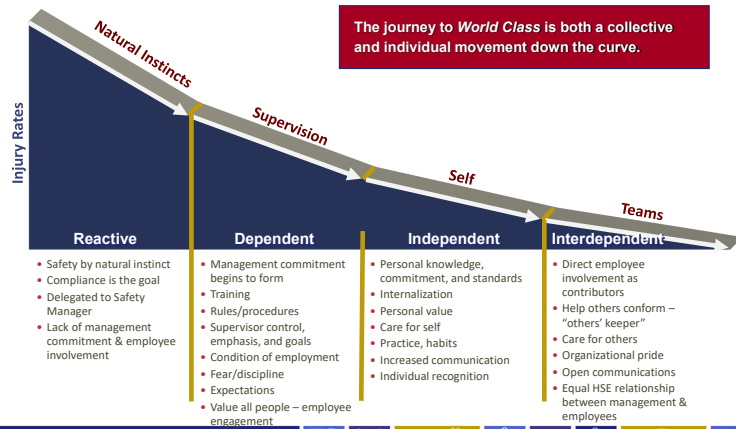 The journey to World Class is both a collective
and individual movement down the curve.
Natural Instincts
Supervision
Self
Teams
Injury Rates
Reactive
Dependent
Independent
Interdependent
• Safety by natural instinct
• Compliance is the goal
• Delegated to Safety
Manager
• Lack of management
commitment & employee
involvement
• Management commitment
begins to form
• Training
• Rules/procedures
• Supervisor control,
emphasis, and goals
• Condition of employment
• Fear/discipline
• Expectations
• Value all people – employee
engagement
• Personal knowledge,
commitment, and standards
• Internalization
• Personal value
• Care for self
• Practice, habits
• Increased communication
• Individual recognition
• Direct employee
involvement as
contributors
• Help others conform –
“others’ keeper”
• Care for others
• Organizational pride
• Open communications
• Equal HSE relationship
between management &
employees